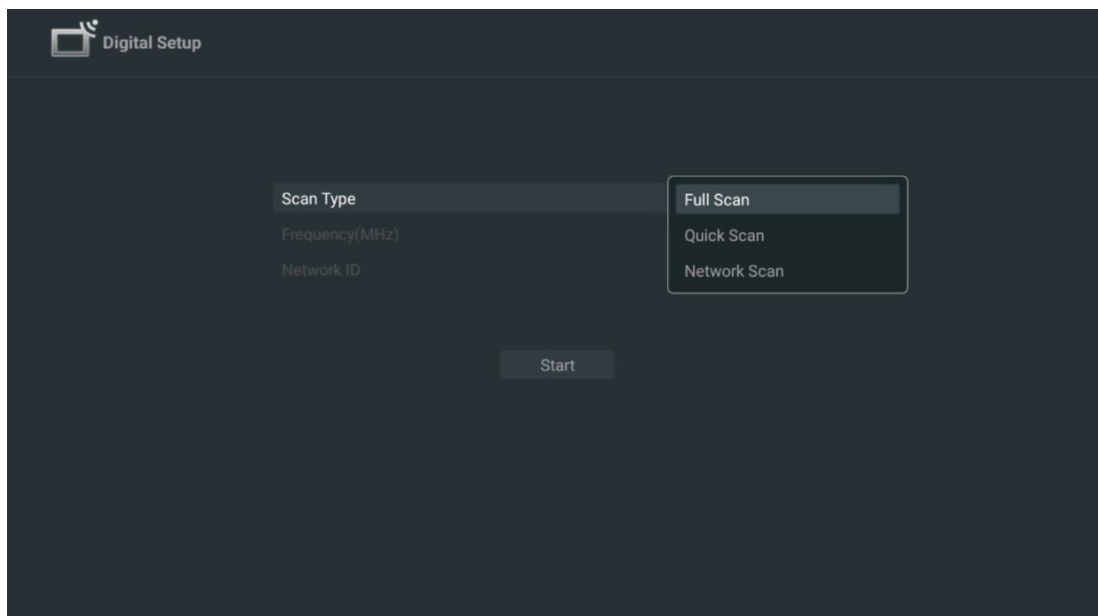 Digital Setup
Scan Type
Full Scan
Frequency(MHz)
Quick Scan
Network ID
Network Scan
Start